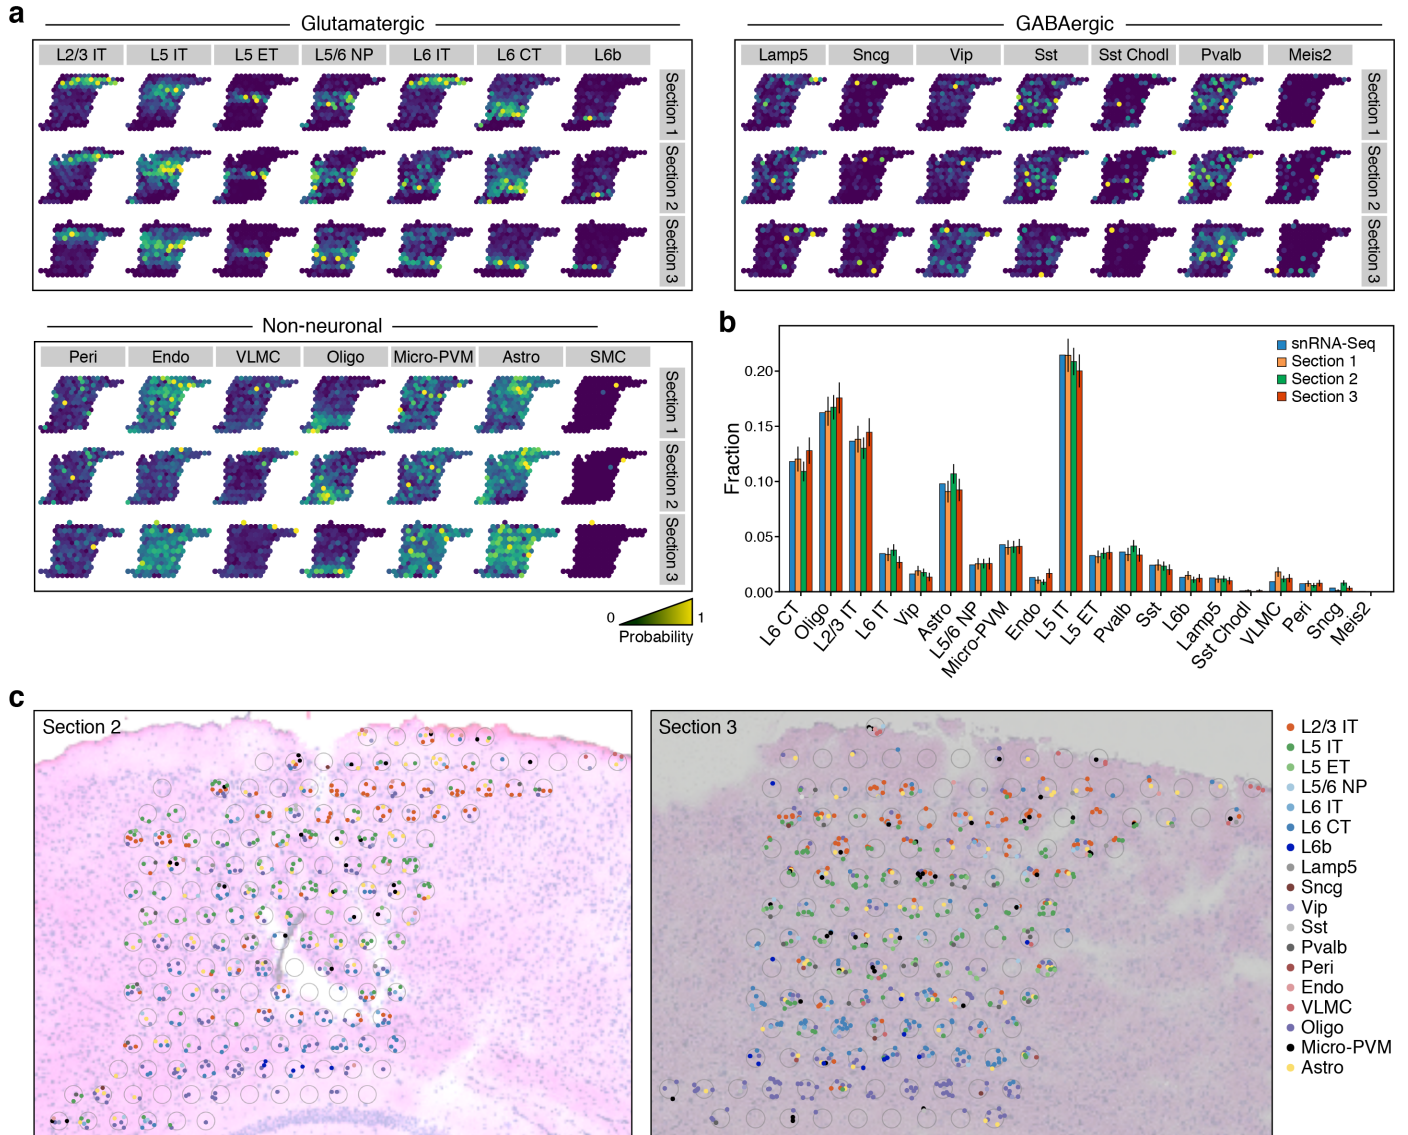 a
Glutamatergic
L2/3 IT L5 IT L5 ET L5/6 NP L6 IT L6 CT L6b
Section 1
Section 2
Section 3
GABAergic
Lamp5 Sncg Vip Sst Sst Chodl Pvalb Meis2
Section 1
Section 2
Section 3
Non-neuronal
Peri Endo VLMC Oligo Micro-PVM Astro SMC
Section 1
Section 2
Section 3
0 1
Probability
b
Fraction
0.20
0.15
0.10
0.05
0.00
snRNA-Seq
Section 1
Section 2
Section 3
L6 CT Oligo L2/3 IT L6 IT Vip Astro L5/6 NP Micro-PVM Endo L5 IT L5 ET Pvalb Sst L6b Lamp5 Sst Chodl VLMC Peri Sncg Meis2
c
Section 2
Section 3
L2/3 IT
L5 IT
L5 ET
L5/6 NP
L6 IT
L6 CT
L6b
Lamp5
Sncg
Vip
Sst
Pvalb
Peri
Endo
VLMC
Oligo
Micro-PVM
Astro